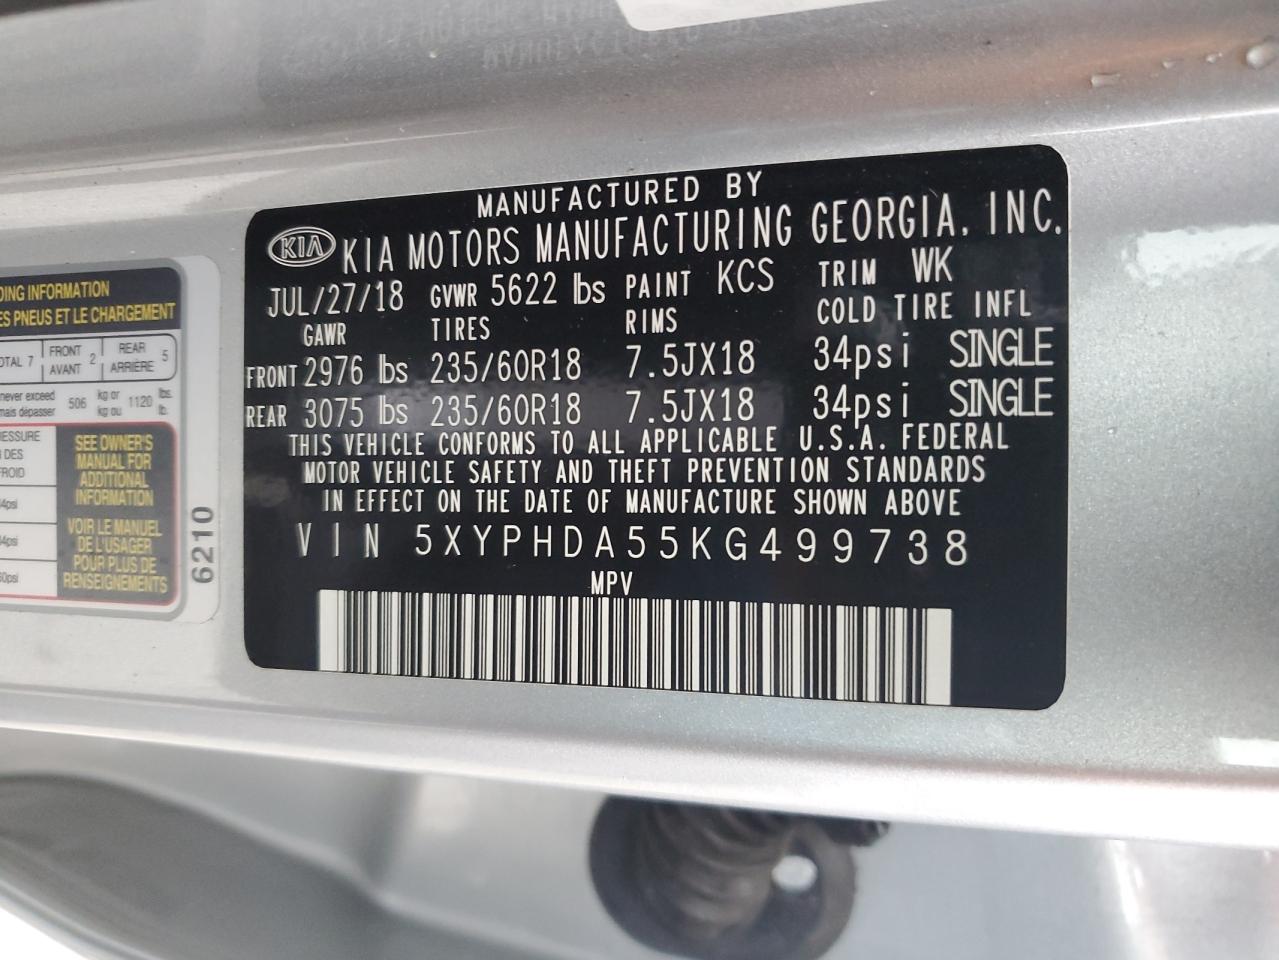 MANUFACTURED BY
KIA KIA MOTORS MANUFACTURING GEORGIA, INC.
JUL/27/18 GVWR 5622 lbs PAINT KCS TRIM WK
GAWR TIRES RIMS COLD TIRE INFL
FRONT 2976 lbs 235/60R18 7.5JX18 34psi SINGLE
REAR 3075 lbs 235/60R18 7.5JX18 34psi SINGLE
THIS VEHICLE CONFORMS TO ALL APPLICABLE U.S.A. FEDERAL
MOTOR VEHICLE SAFETY AND THEFT PREVENTION STANDARDS
IN EFFECT ON THE DATE OF MANUFACTURE SHOWN ABOVE
VIN 5XYPHDA55KG499738
MPV
INFORMATION
PNEUS ET LE CHARGEMENT
7 FRONT AVANT 2 REAR ARRIÈRE 5
never exceed
dépasser 506 kg or kg ou 1120 lbs. lb.
DES
SEE OWNER'S
MANUAL FOR
ADDITIONAL
INFORMATION
VOIR LE MANUEL
DE L'USAGER
POUR PLUS DE
RENSEIGNEMENTS
6210